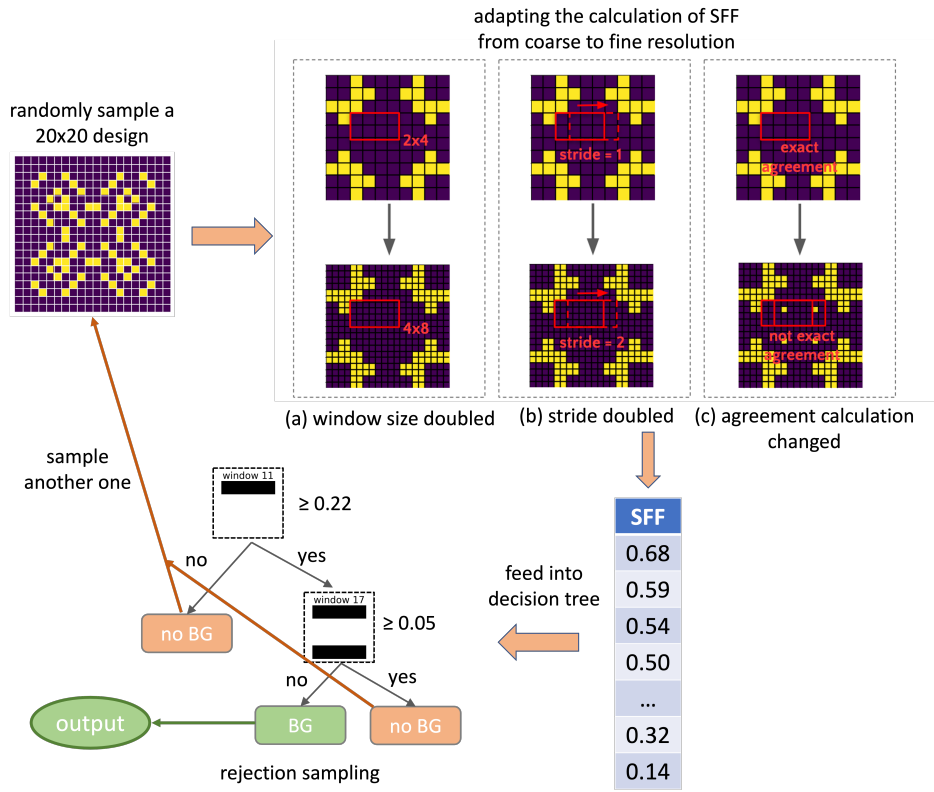 adapting the calculation of SFF
from coarse to fine resolution
randomly sample a
20x20 design
2x4
stride = 1
exact
agreement
4x8
stride = 2
not exact
agreement
(a) window size doubled
(b) stride doubled
(c) agreement calculation
changed
sample
another one
window 11
≥ 0.22
no
yes
no BG
window 17
≥ 0.05
no
yes
BG
no BG
output
rejection sampling
feed into
decision tree
SFF
0.68
0.59
0.54
0.50
...
0.32
0.14